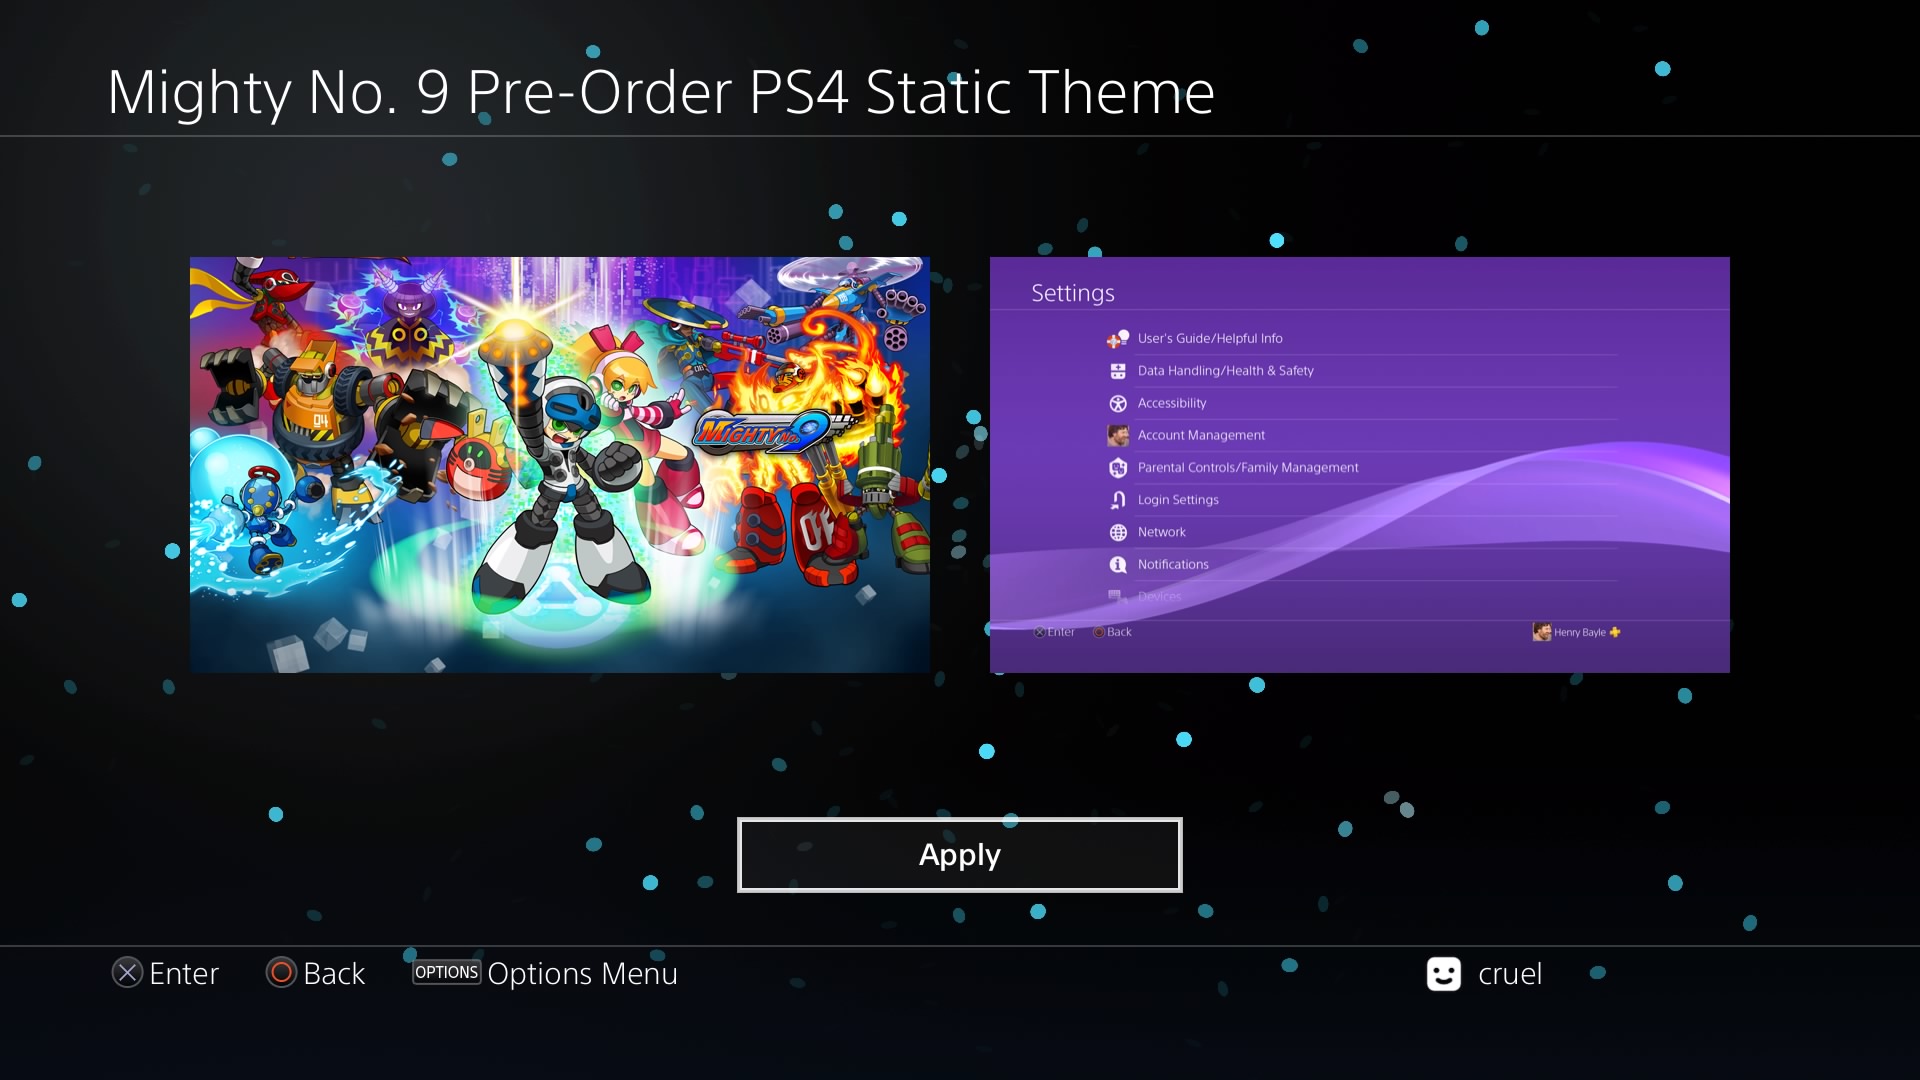 Mighty No. 9 Pre-Order PS4 Static Theme
04
MIGHTY No. 9
Settings
User's Guide/Helpful Info
Data Handling/Health & Safety
Accessibility
Account Management
Parental Controls/Family Management
Login Settings
Network
Notifications
Devices
Enter Back Henry Bayle
Apply
Enter Back OPTIONS Options Menu cruel